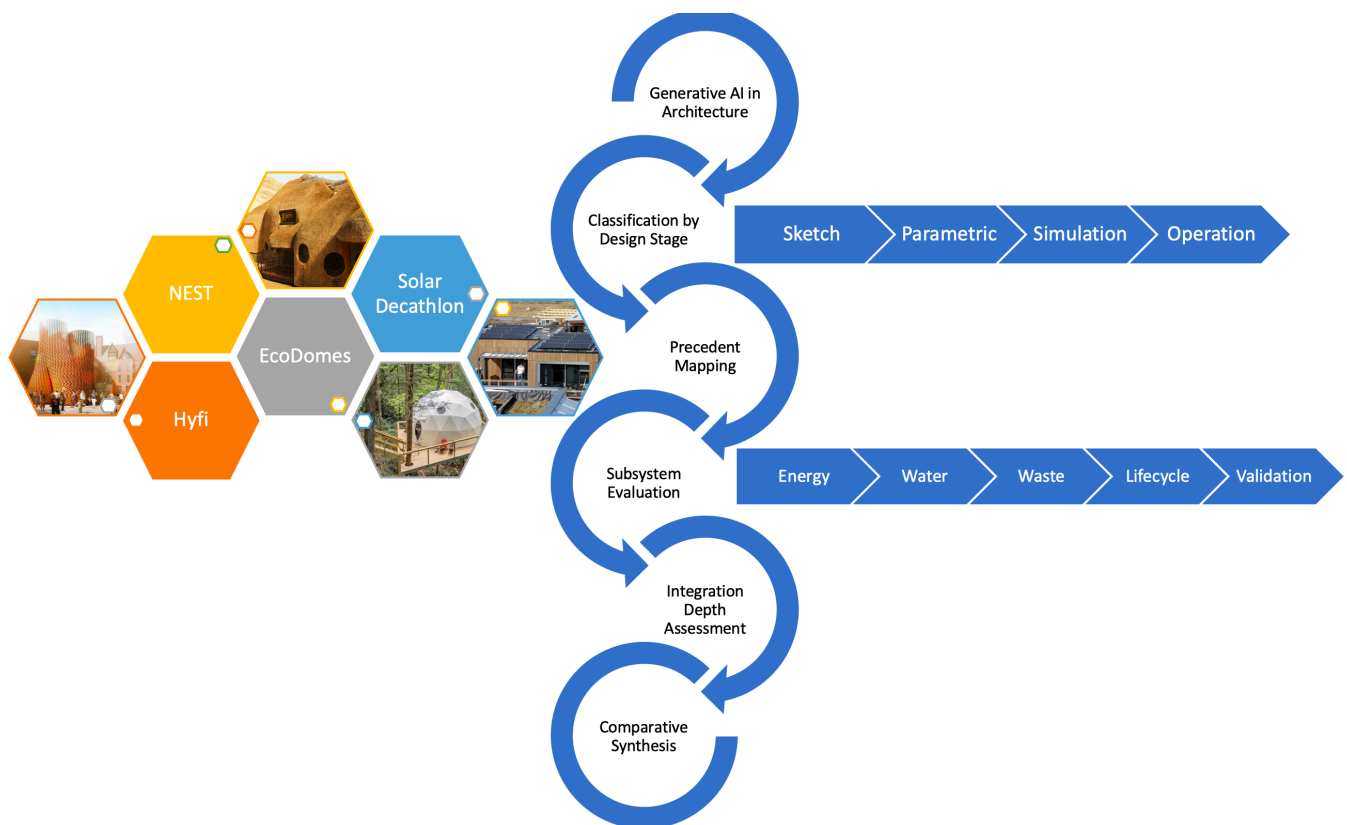 Generative AI in
Architecture
Classification by
Design Stage
Sketch
Parametric
Simulation
Operation
Precedent
Mapping
NEST
Solar
Decathlon
EcoDomes
Hyfi
Subsystem
Evaluation
Energy
Water
Waste
Lifecycle
Validation
Integration
Depth
Assessment
Comparative
Synthesis